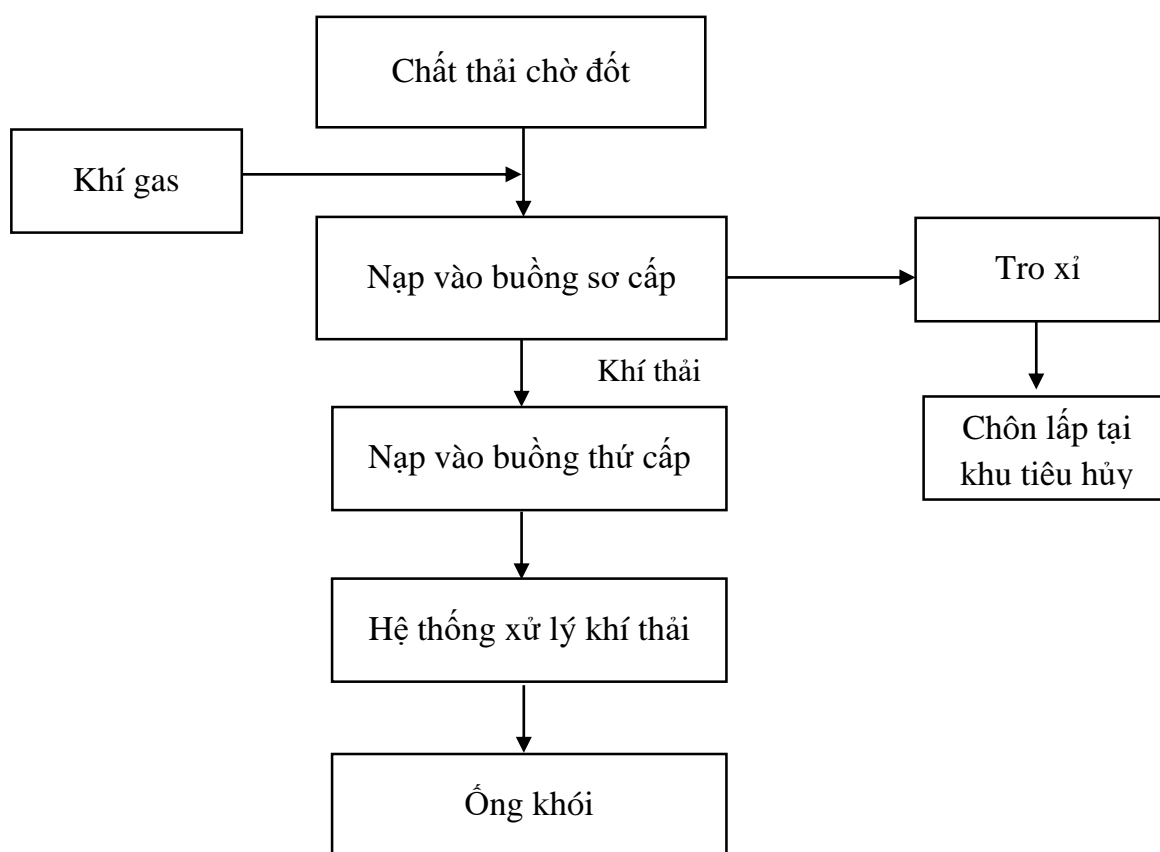 Chất thải chờ đốt
Khí gas
Nạp vào buồng sơ cấp
Tro xỉ
Khí thải
Nạp vào buồng thứ cấp
Chôn lấp tại
khu tiêu hủy
Hệ thống xử lý khí thải
Ống khói